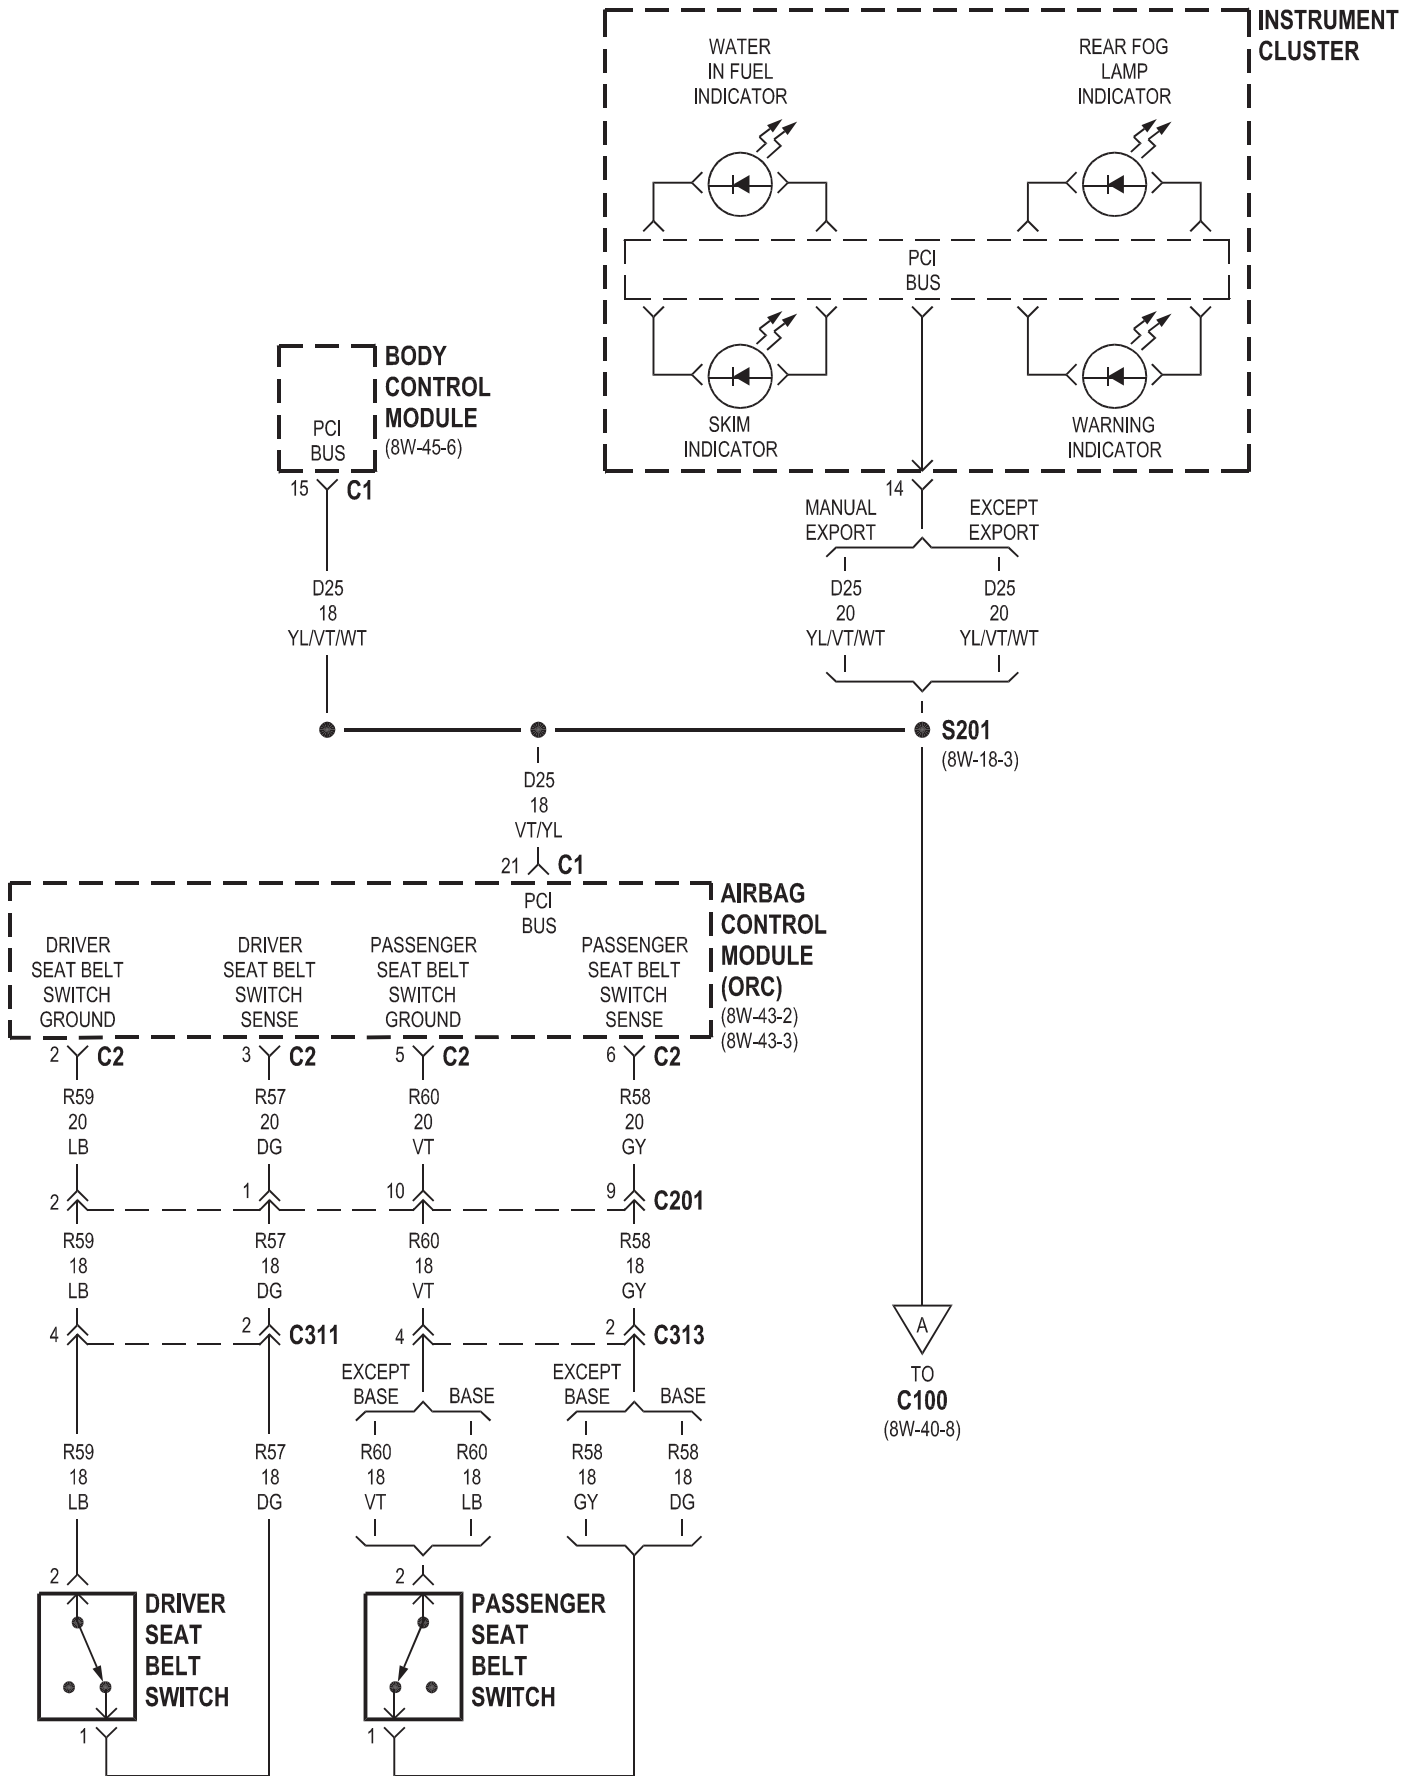 INSTRUMENT
CLUSTER
WATER
IN FUEL
INDICATOR
REAR FOG
LAMP
INDICATOR
PCI
BUS
SKIM
INDICATOR
WARNING
INDICATOR
BODY
CONTROL
MODULE
(8W-45-6)
PCI
BUS
15 C1
14
MANUAL
EXPORT
EXCEPT
EXPORT
D25
18
YL/VT/WT
D25
20
YL/VT/WT
D25
20
YL/VT/WT
S201
(8W-18-3)
D25
18
VT/YL
21 C1
PCI
BUS
AIRBAG
CONTROL
MODULE
(ORC)
(8W-43-2)
(8W-43-3)
DRIVER
SEAT BELT
SWITCH
GROUND
DRIVER
SEAT BELT
SWITCH
SENSE
PASSENGER
SEAT BELT
SWITCH
GROUND
PASSENGER
SEAT BELT
SWITCH
SENSE
2 C2
3 C2
5 C2
6 C2
R59
20
LB
R57
20
DG
R60
20
VT
R58
20
GY
2
1
10
9
C201
R59
18
LB
R57
18
DG
R60
18
VT
R58
18
GY
4
2
C311
4
2
C313
A
TO
C100
(8W-40-8)
EXCEPT
BASE
BASE
EXCEPT
BASE
BASE
R59
18
LB
R57
18
DG
R60
18
VT
R60
18
LB
R58
18
GY
R58
18
DG
2
DRIVER
SEAT
BELT
SWITCH
1
2
PASSENGER
SEAT
BELT
SWITCH
1